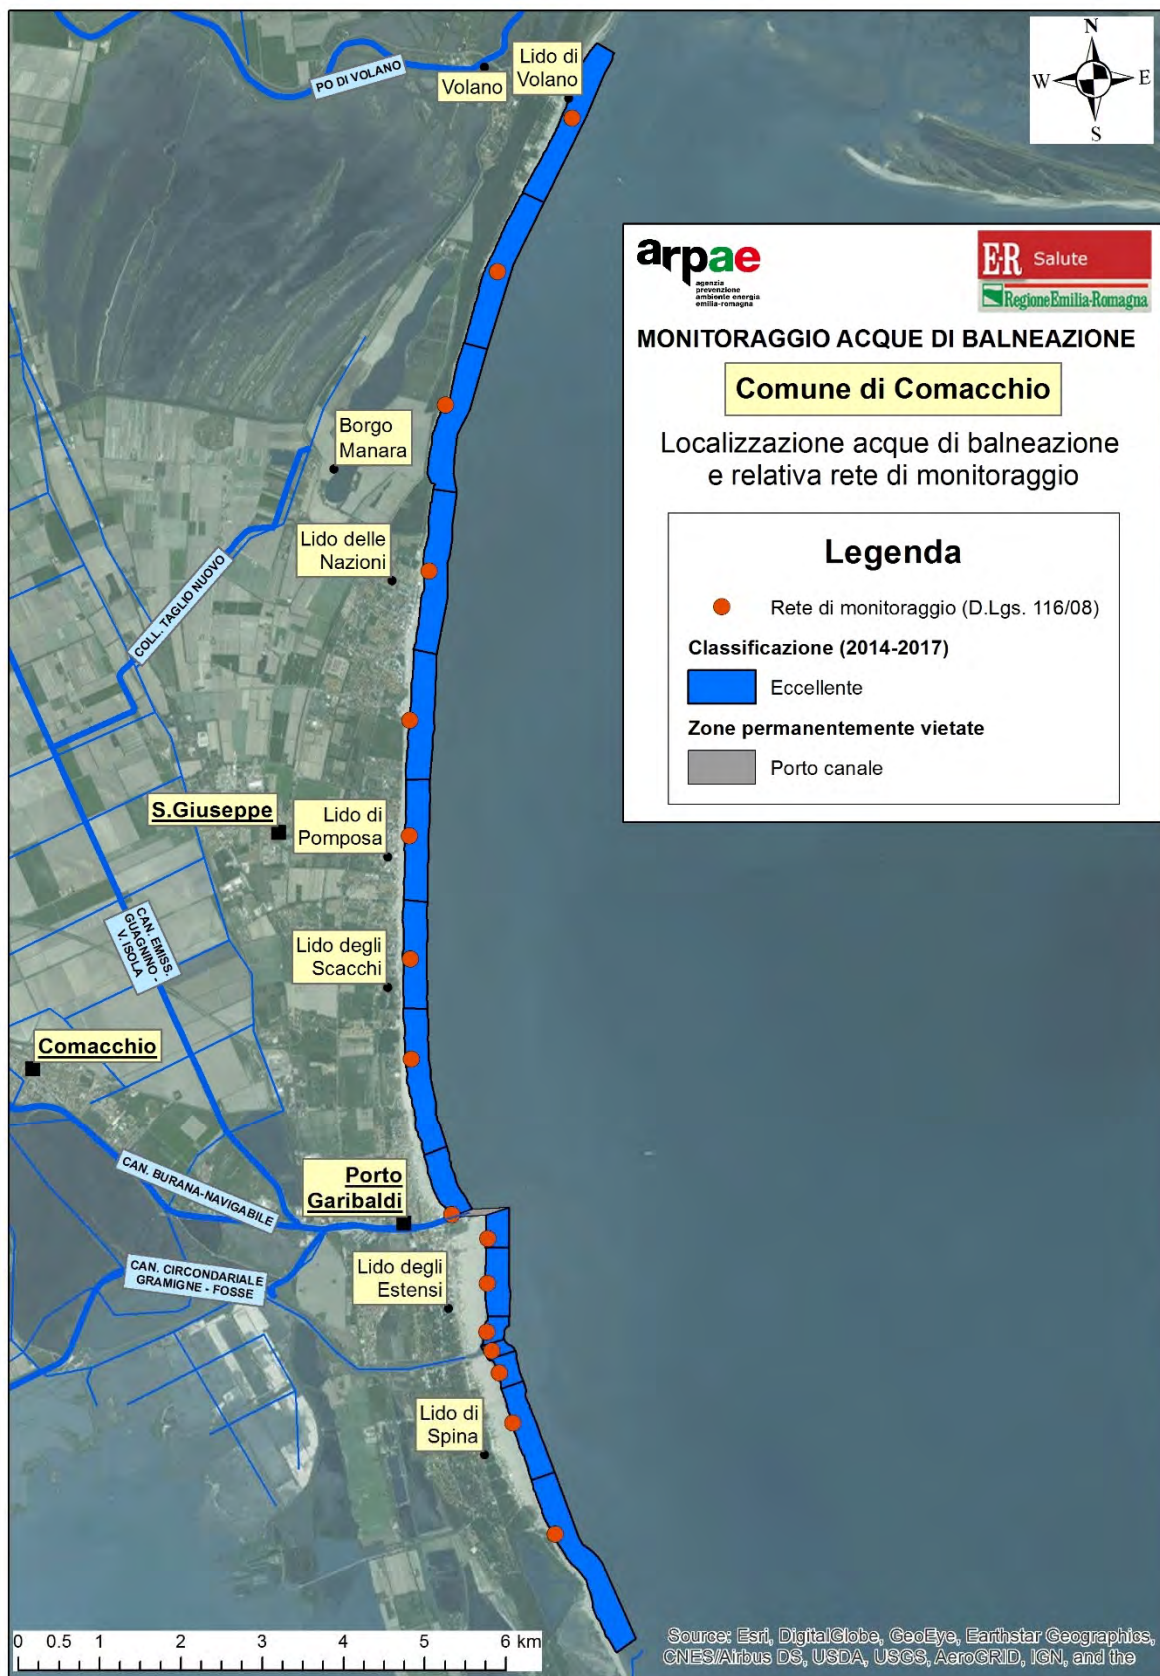 PO DI VOLANO
Volano
Lido di
Volano
N
W
E
S
arpae
agenzia
prevenzione
ambiente energia
emilia-romagna
E-R Salute
RegioneEmilia-Romagna
MONITORAGGIO ACQUE DI BALNEAZIONE
Comune di Comacchio
Localizzazione acque di balneazione
e relativa rete di monitoraggio
Legenda
Rete di monitoraggio (D.Lgs. 116/08)
Classificazione (2014-2017)
Eccellente
Zone permanentemente vietate
Porto canale
Borgo
Manara
Lido delle
Nazioni
COLL. TAGLIO NUOVO
S.Giuseppe
Lido di
Pomposa
CAN. EMISS.
GUAGNINO -
V. ISOLA
Lido degli
Scacchi
Comacchio
CAN. BURANA-NAVIGABILE
Porto
Garibaldi
CAN. CIRCONDARIALE
GRAMIGNE - FOSSE
Lido degli
Estensi
Lido di
Spina
0 0.5 1 2 3 4 5 6 km
Source: Esri, DigitalGlobe, GeoEye, Earthstar Geographics,
CNES/Airbus DS, USDA, USGS, AeroGRID, IGN, and the